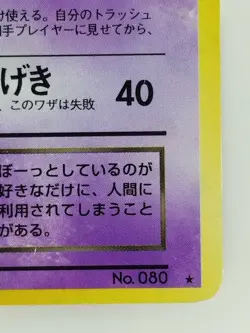 け使える。自分のトラッシュ
相手プレイヤーに見せてから、
げき 40
、このワザは失敗
ぼーっとしているのが
好きなだけに、人間に
利用されてしまうこと
がある。
No. 080 ★